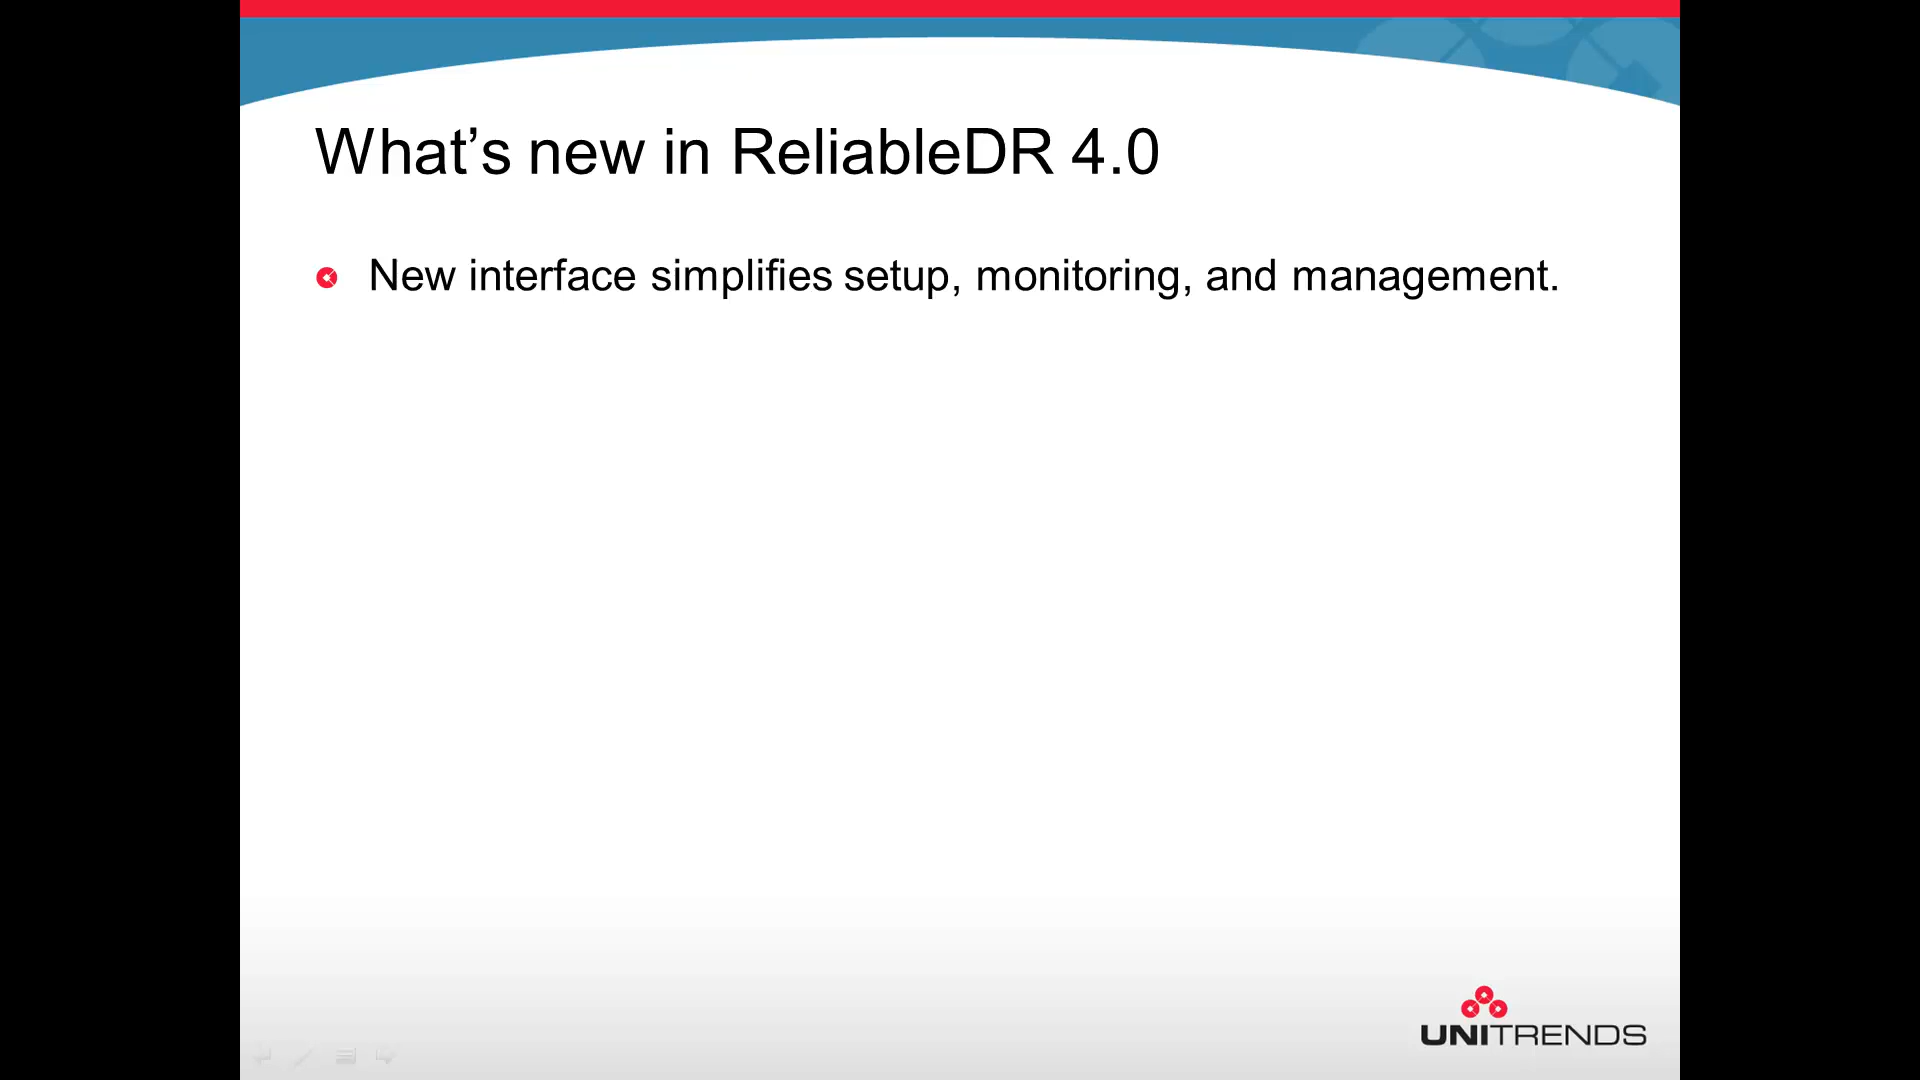 What’s new in ReliableDR 4.0
New interface simplifies setup, monitoring, and management.
UNITRENDS